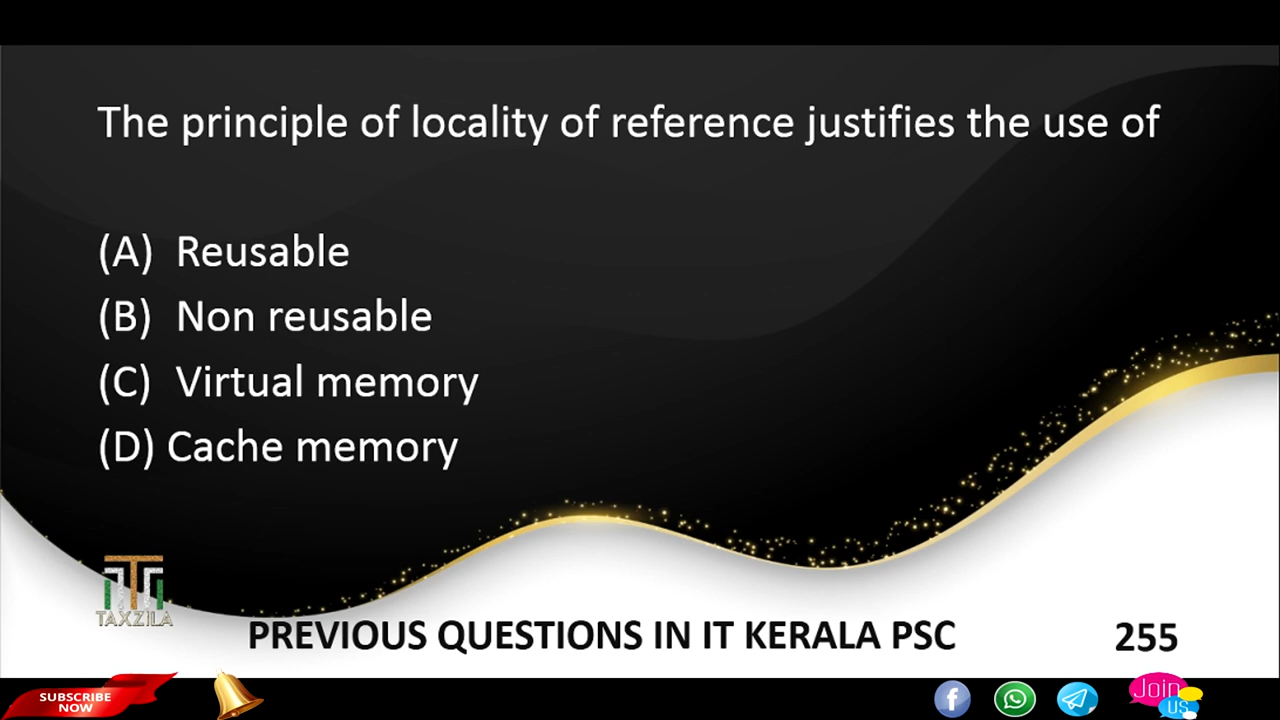 The principle of locality of reference justifies the use of
(A) Reusable
(B) Non reusable
(C) Virtual memory
(D) Cache memory
TAXZILA
PREVIOUS QUESTIONS IN IT KERALA PSC 255
SUBSCRIBE
NOW
Join
US